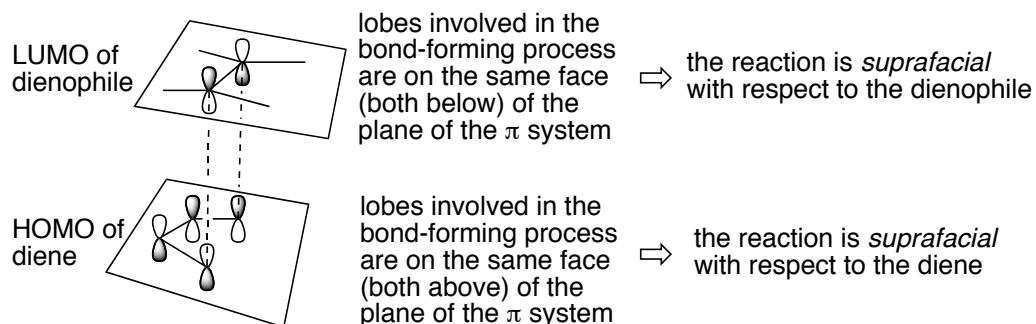 LUMO of
dienophile
lobes involved in the
bond-forming process
are on the same face
(both below) of the
plane of the π system
⇨
the reaction is suprafacial
with respect to the dienophile
HOMO of
diene
lobes involved in the
bond-forming process
are on the same face
(both above) of the
plane of the π system
⇨
the reaction is suprafacial
with respect to the diene